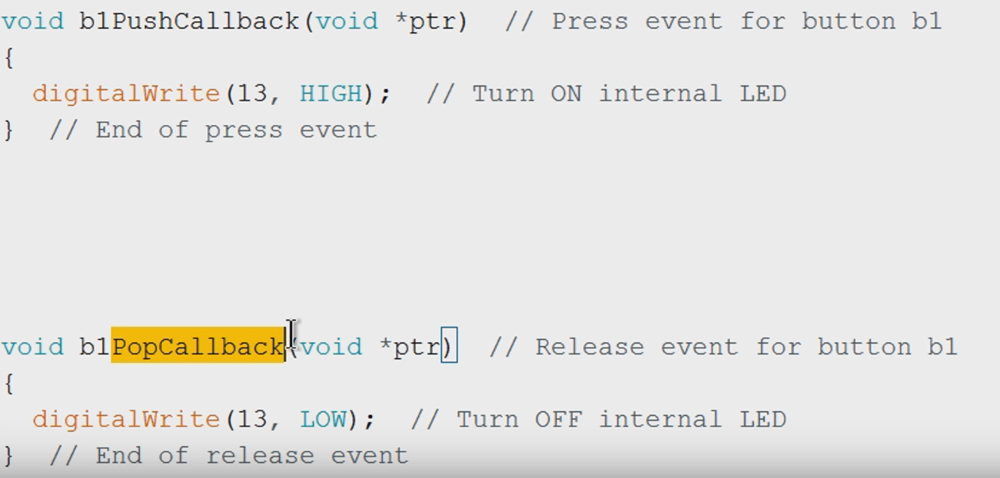 void b1PushCallback(void *ptr)  // Press event for button b1
{
  digitalWrite(13, HIGH);  // Turn ON internal LED
}  // End of press event
void b1PopCallback(void *ptr)  // Release event for button b1
{
  digitalWrite(13, LOW);  // Turn OFF internal LED
}  // End of release event